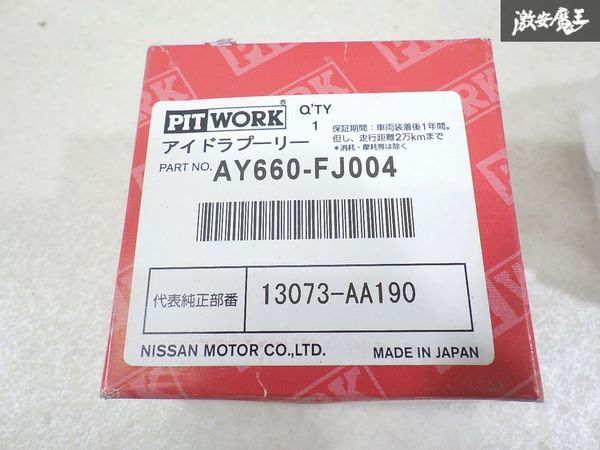 激安魔王
PIT WORK® Q'TY
1
アイドラプーリー
保証期間：車両装着後1年間。
但し、走行距離2万kmまで
＊消耗・摩耗等は除く
PART NO. AY660-FJ004
代表純正部番 13073-AA190
NISSAN MOTOR CO.,LTD. MADE IN JAPAN